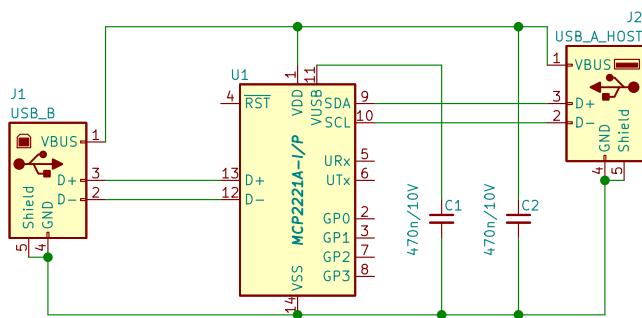 J2
USB_A_HOST
1
VBUS
3
D+
2
D-
GND
Shield
4
5
J1
USB_B
VBUS
1
D+
3
D-
2
Shield
GND
5
4
U1
4
RST
1
VDD
11
VUSB
SDA
9
SCL
10
13
D+
12
D-
MCP2221A-I/P
URx
5
UTx
6
GP0
2
GP1
3
GP2
7
GP3
8
VSS
14
C1
470n/10V
C2
470n/10V